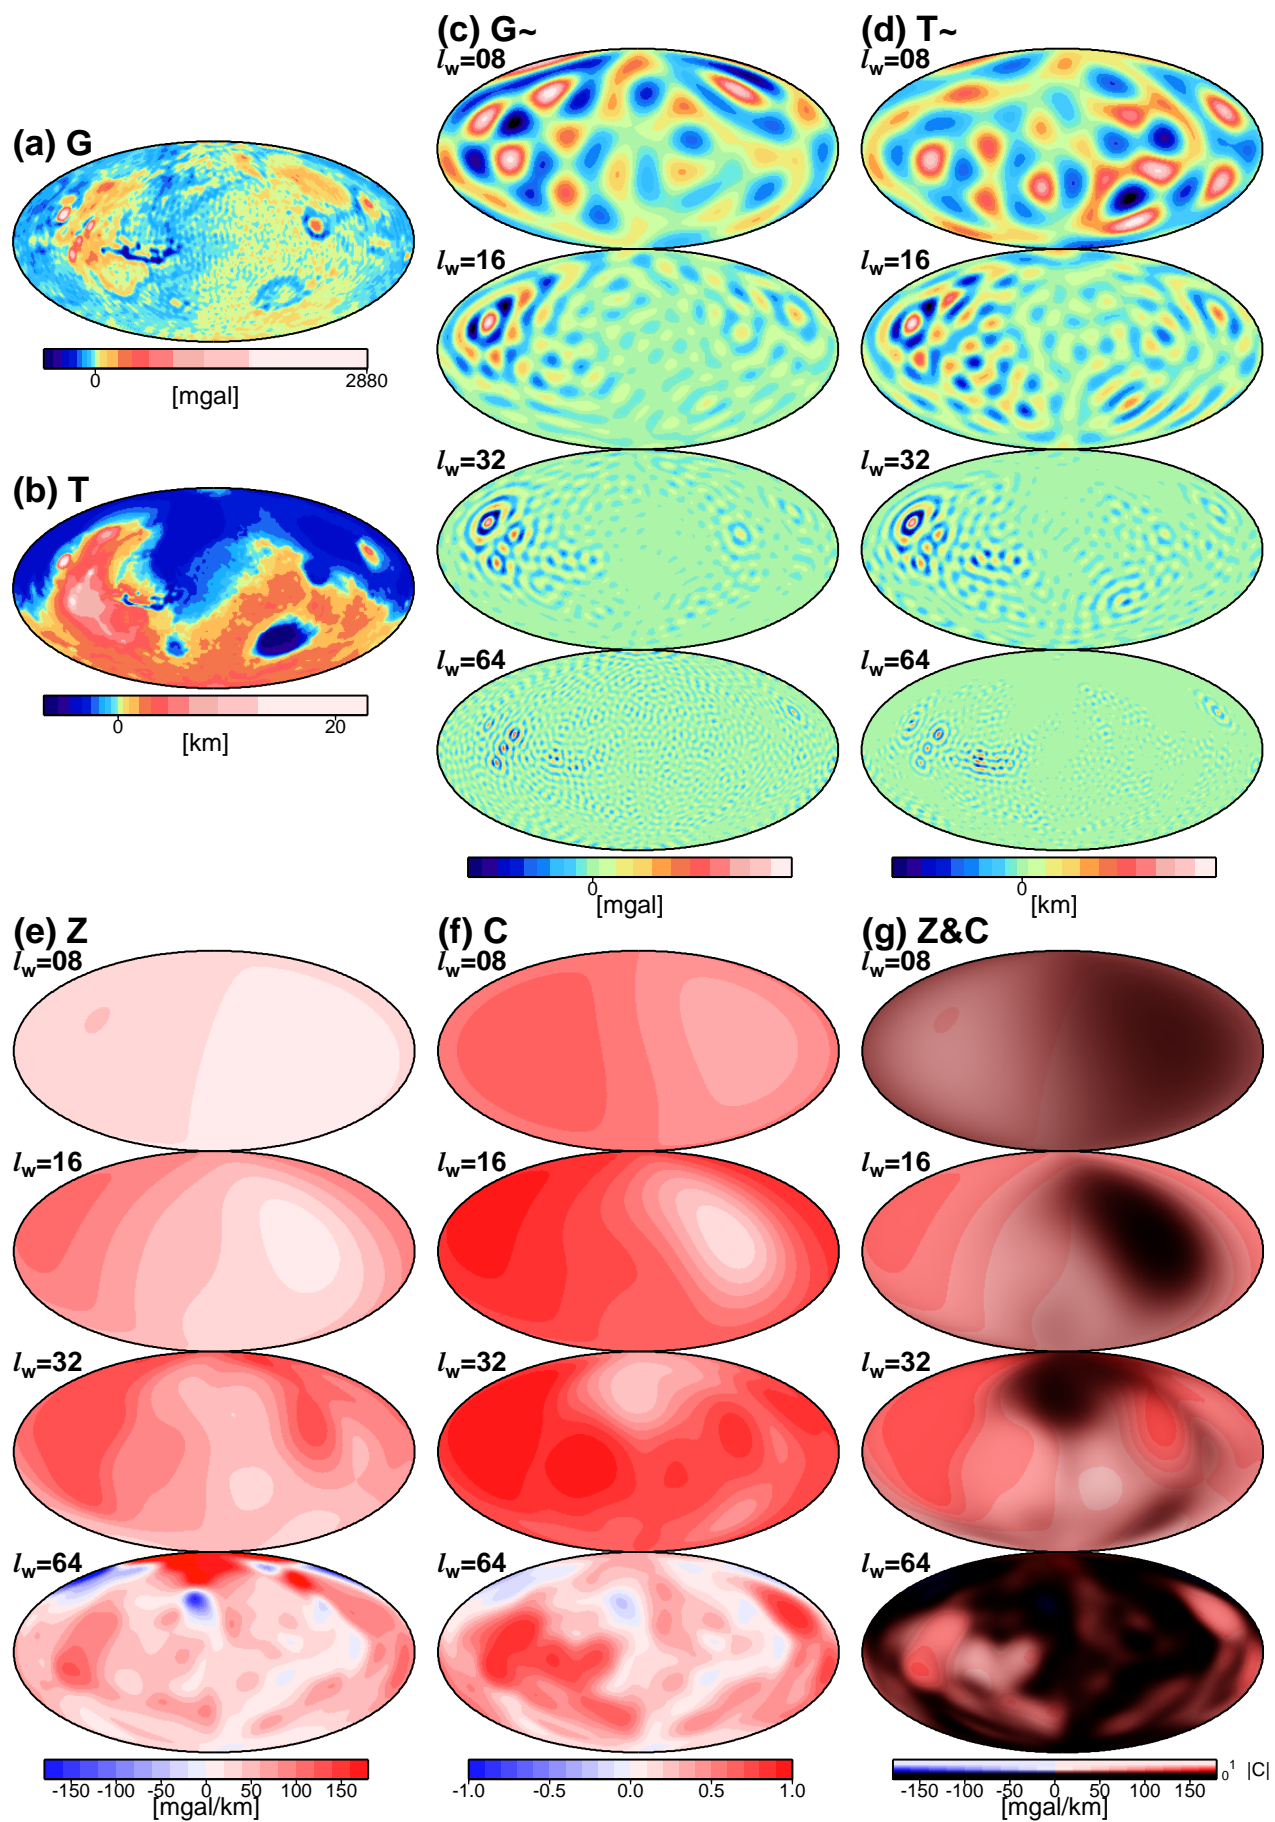 (a) G
0 2880
[mgal]
(b) T
0 20
[km]
(c) G~
lw=08
lw=16
lw=32
lw=64
0
[mgal]
(d) T~
lw=08
lw=16
lw=32
lw=64
0
[km]
(e) Z
lw=08
lw=16
lw=32
lw=64
-150 -100 -50 0 50 100 150
[mgal/km]
(f) C
lw=08
lw=16
lw=32
lw=64
-1.0 -0.5 0.0 0.5 1.0
(g) Z&C
lw=08
lw=16
lw=32
lw=64
0 1 |C|
-150 -100 -50 0 50 100 150
[mgal/km]